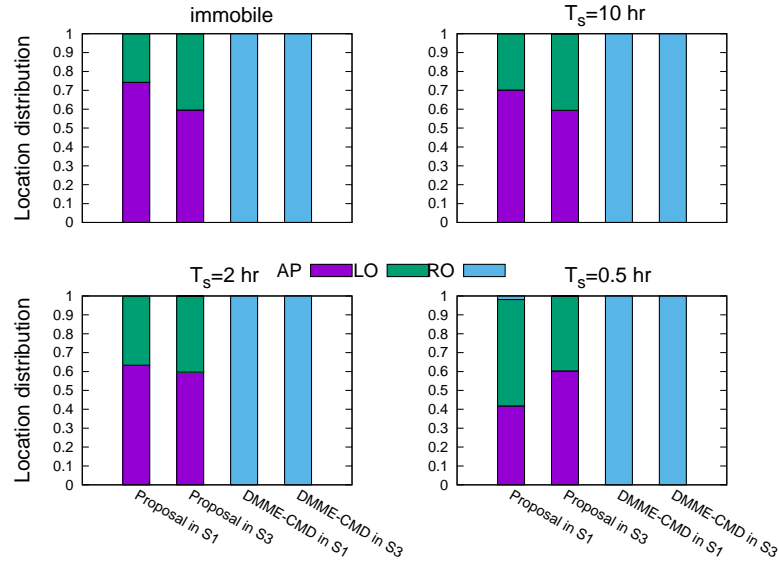 immobile
Location distribution
1
0.9
0.8
0.7
0.6
0.5
0.4
0.3
0.2
0.1
0
T_s=10 hr
1
0.9
0.8
0.7
0.6
0.5
0.4
0.3
0.2
0.1
0
AP LO RO
T_s=2 hr
Location distribution
1
0.9
0.8
0.7
0.6
0.5
0.4
0.3
0.2
0.1
0
Proposal in S1
Proposal in S3
DMME-CMD in S1
DMME-CMD in S3
T_s=0.5 hr
1
0.9
0.8
0.7
0.6
0.5
0.4
0.3
0.2
0.1
0
Proposal in S1
Proposal in S3
DMME-CMD in S1
DMME-CMD in S3